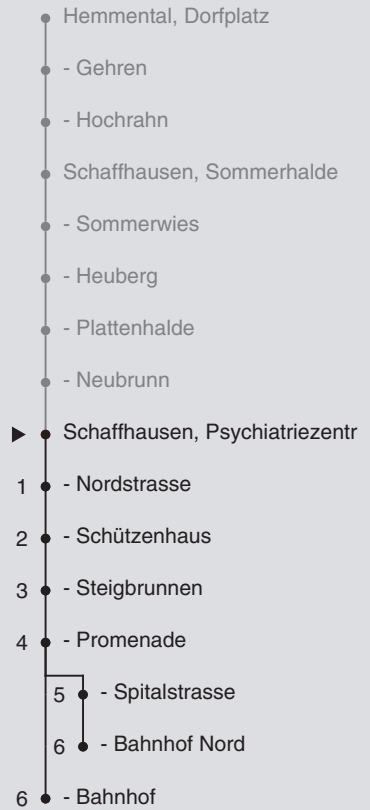 Hemmental, Dorfplatz
- Gehren
- Hochrahn
Schaffhausen, Sommerhalde
- Sommerwies
- Heuberg
- Plattenhalde
- Neubrunn
Schaffhausen, Psychiatriezentr
1 - Nordstrasse
2 - Schützenhaus
3 - Steigbrunnen
4 - Promenade
5 - Spitalstrasse
6 - Bahnhof Nord
6 - Bahnhof